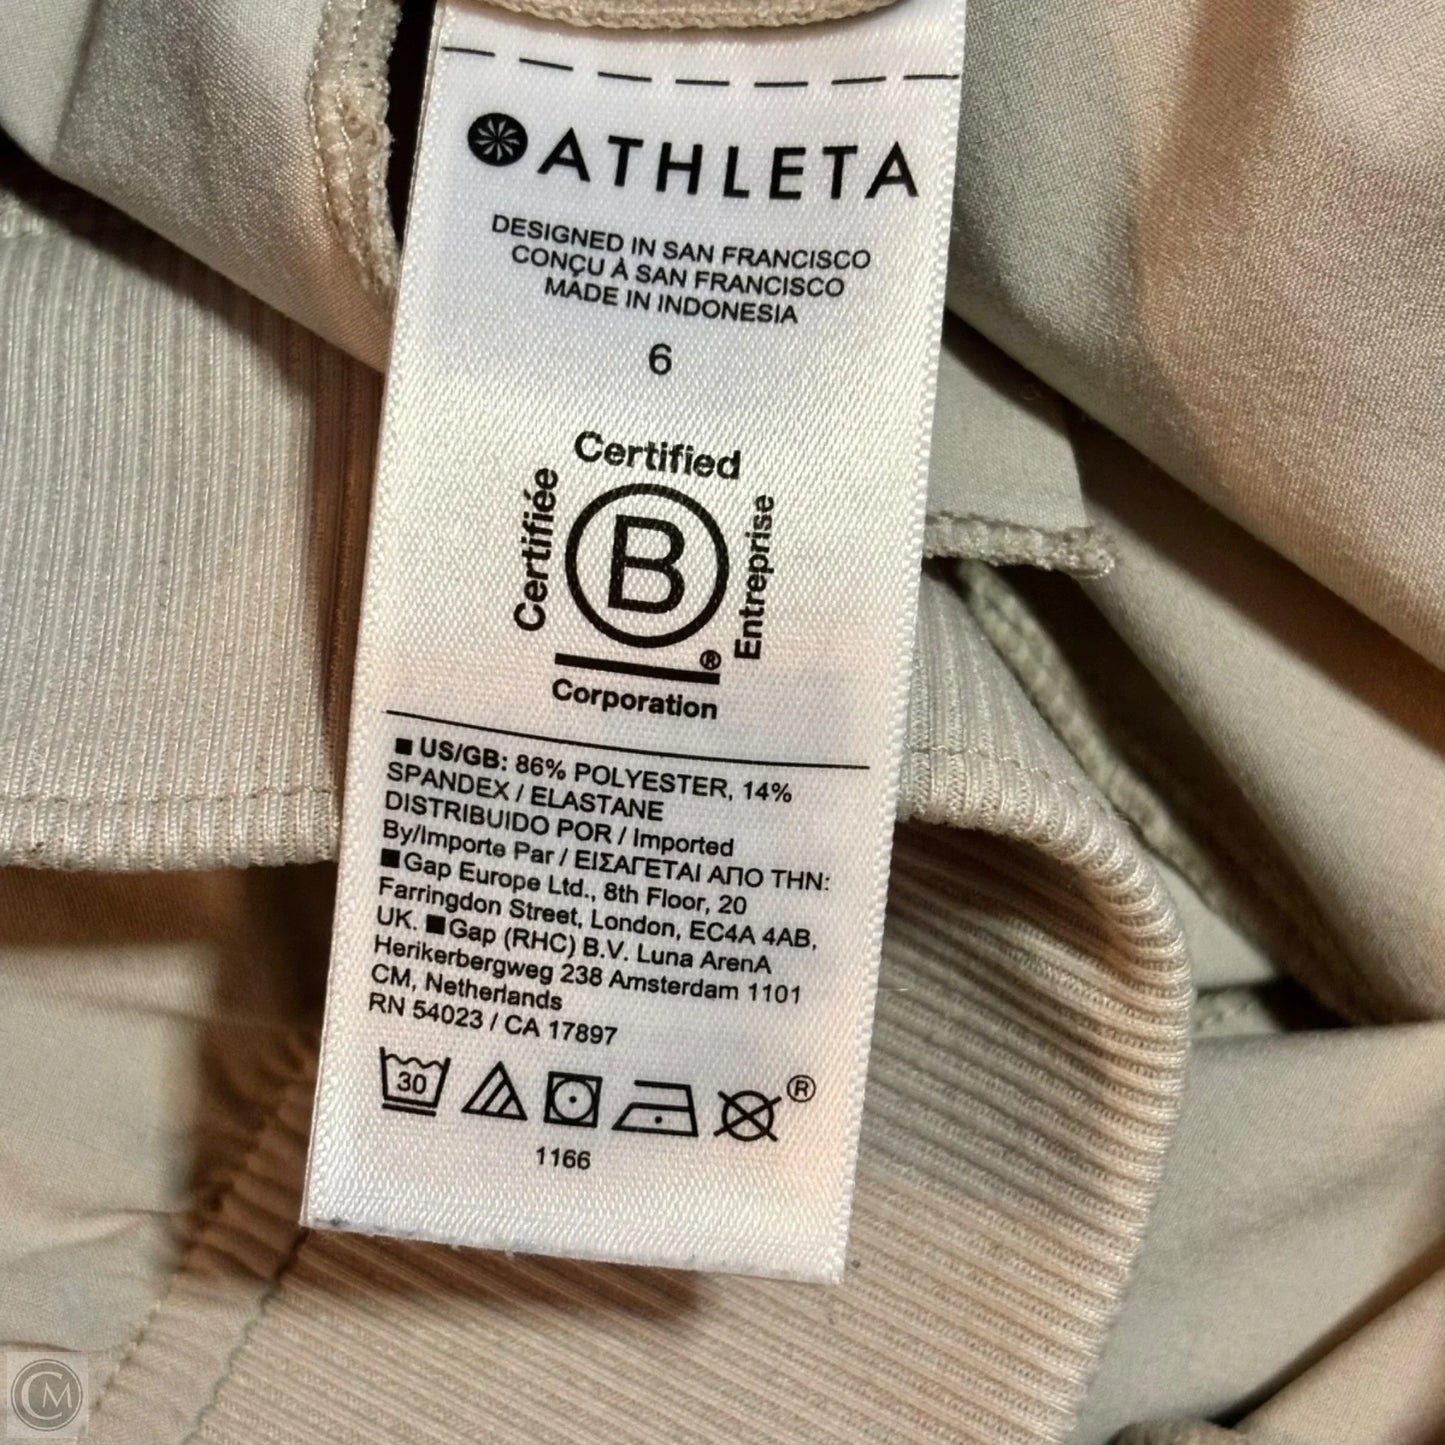 ATHLETA
DESIGNED IN SAN FRANCISCO
CONÇU À SAN FRANCISCO
MADE IN INDONESIA
6
Certified
Certifiée
B
Entreprise
®
Corporation
■ US/GB: 86% POLYESTER, 14%
SPANDEX / ELASTANE
DISTRIBUIDO POR / Imported
By/Importe Par / ΕΙΣΑΓΕΤΑΙ ΑΠΟ ΤΗΝ:
■Gap Europe Ltd., 8th Floor, 20
Farringdon Street, London, EC4A 4AB,
UK. ■Gap (RHC) B.V. Luna ArenA
Herikerbergweg 238 Amsterdam 1101
CM, Netherlands
RN 54023 / CA 17897
30
®
1166
CM